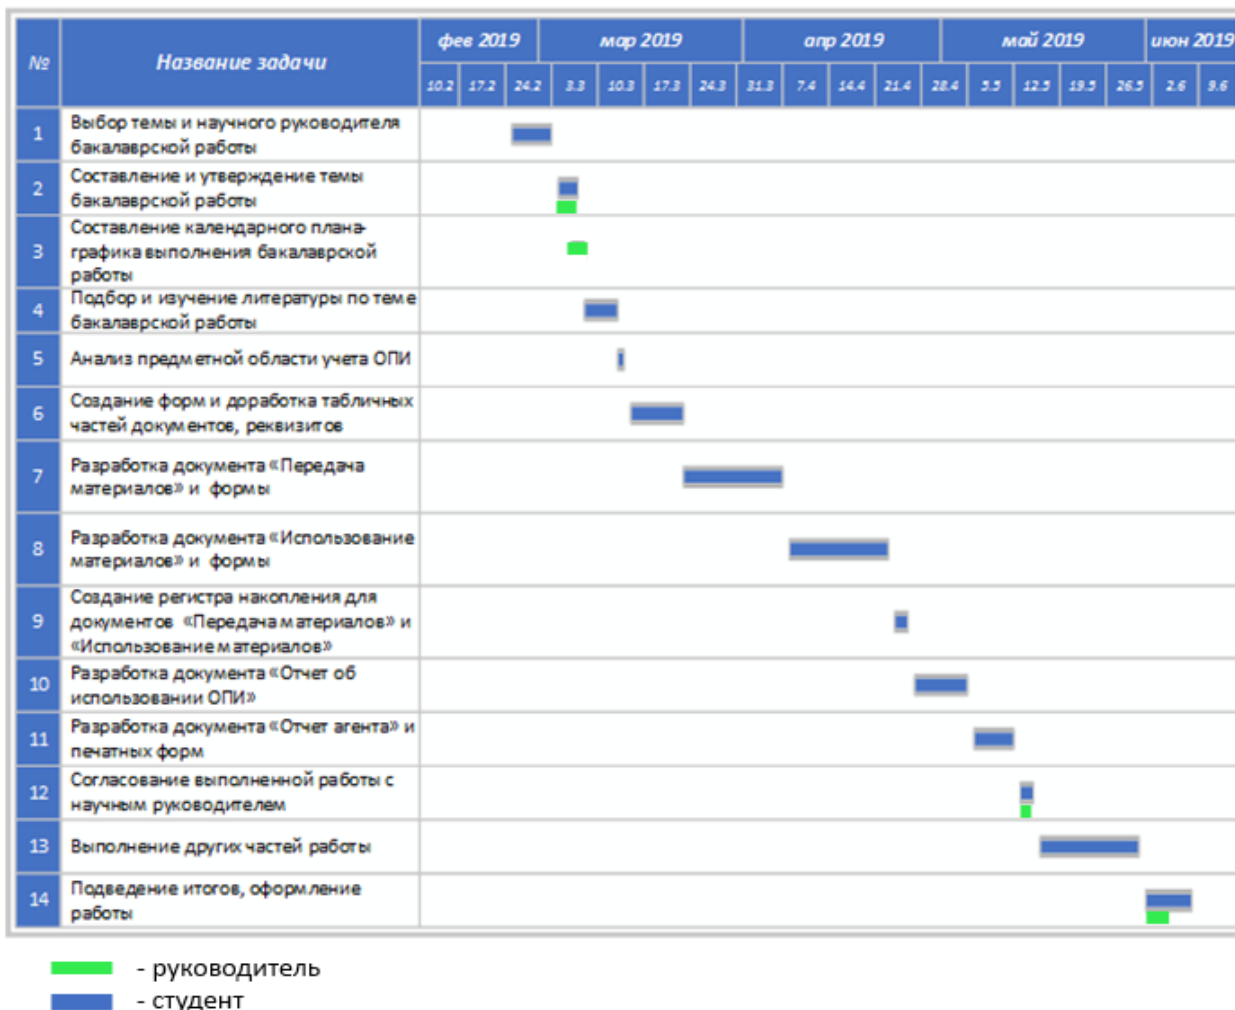 №
Название задачи
фев 2019
мар 2019
апр 2019
май 2019
июн 2019
10.2 17.2 24.2 3.3 10.3 17.3 24.3 31.3 7.4 14.4 21.4 28.4 5.5 12.5 19.5 26.5 2.6 9.6
1
Выбор темы и научного руководителя
бакалаврской работы
2
Составление и утверждение темы
бакалаврской работы
3
Составление календарного плана-
графика выполнения бакалаврской
работы
4
Подбор и изучение литературы по теме
бакалаврской работы
5
Анализ предметной области учета ОПИ
6
Создание форм и доработка табличных
частей документов, реквизитов
7
Разработка документа «Передача
материалов» и формы
8
Разработка документа «Использование
материалов» и формы
9
Создание регистра накопления для
документов «Передача материалов» и
«Использование материалов»
10
Разработка документа «Отчет об
использовании ОПИ»
11
Разработка документа «Отчет агента» и
печатных форм
12
Согласование выполненной работы с
научным руководителем
13
Выполнение других частей работы
14
Подведение итогов, оформление
работы
- руководитель
- студент